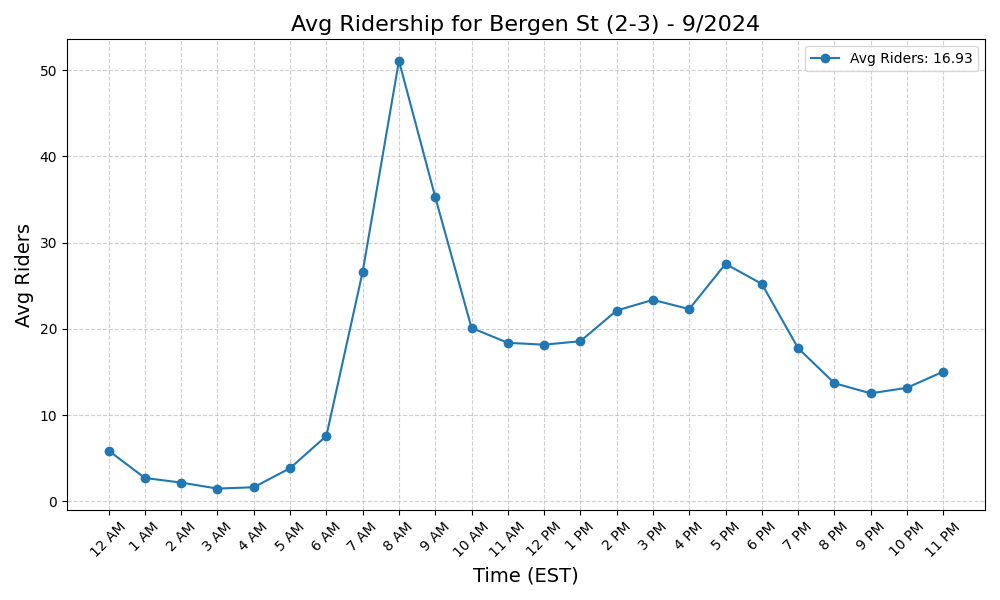 Avg Ridership for Bergen St (2-3) - 9/2024
Avg Riders: 16.93
Avg Riders
50
40
30
20
10
0
12 AM
1 AM
2 AM
3 AM
4 AM
5 AM
6 AM
7 AM
8 AM
9 AM
10 AM
11 AM
12 PM
1 PM
2 PM
3 PM
4 PM
5 PM
6 PM
7 PM
8 PM
9 PM
10 PM
11 PM
Time (EST)